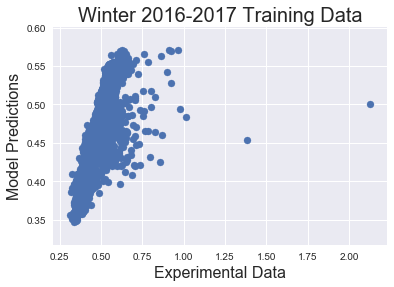 Winter 2016-2017 Training Data
0.60
0.55
0.50
0.45
0.40
0.35
Model Predictions
0.25 0.50 0.75 1.00 1.25 1.50 1.75 2.00
Experimental Data